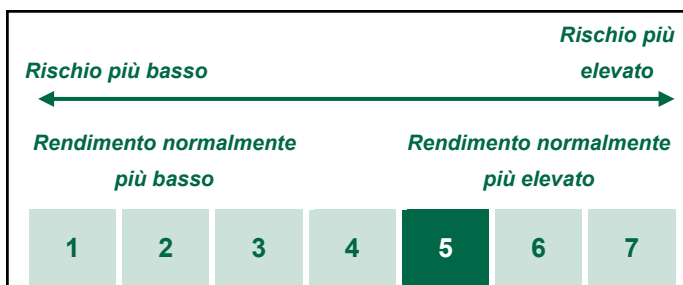 Rischio più
Rischio più basso
elevato
Rendimento normalmente
più basso
Rendimento normalmente
più elevato
1 2 3 4 5 6 7